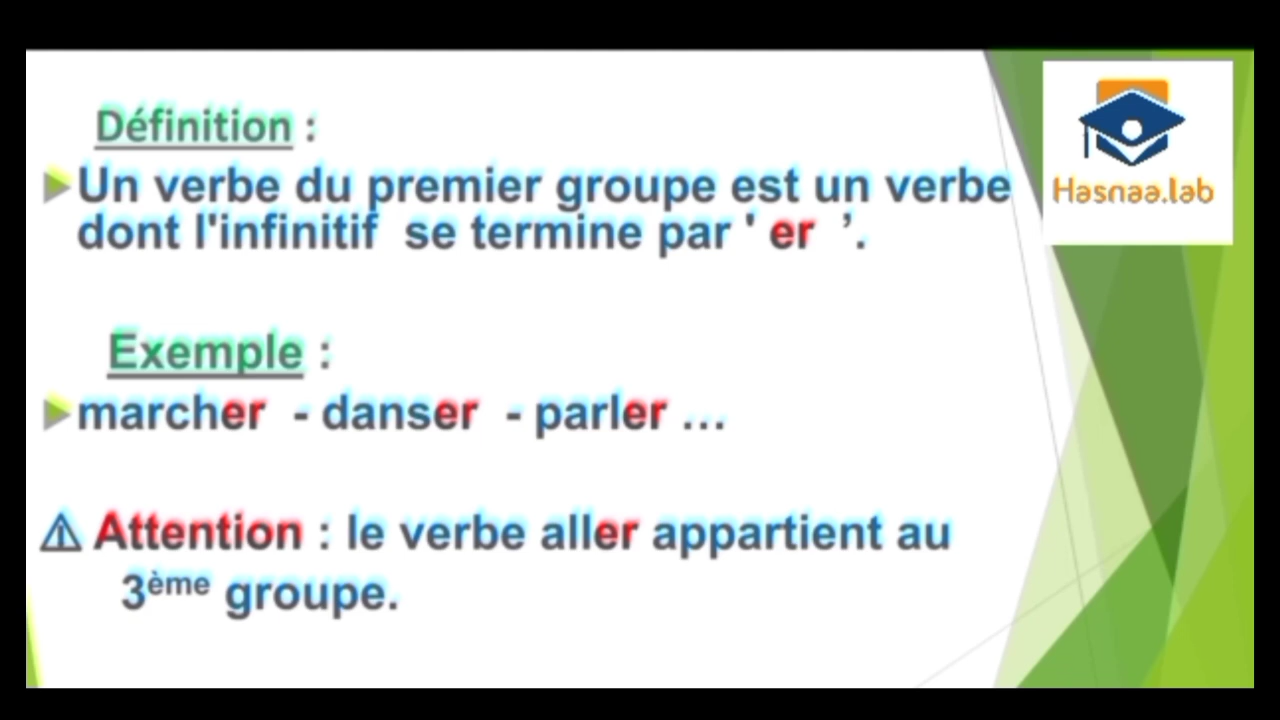 Définition :
Un verbe du premier groupe est un verbe
dont l'infinitif se termine par ' er ’.
Exemple :
marcher - danser - parler …
⚠ Attention : le verbe aller appartient au
3ème groupe.
Hasnaa.lab